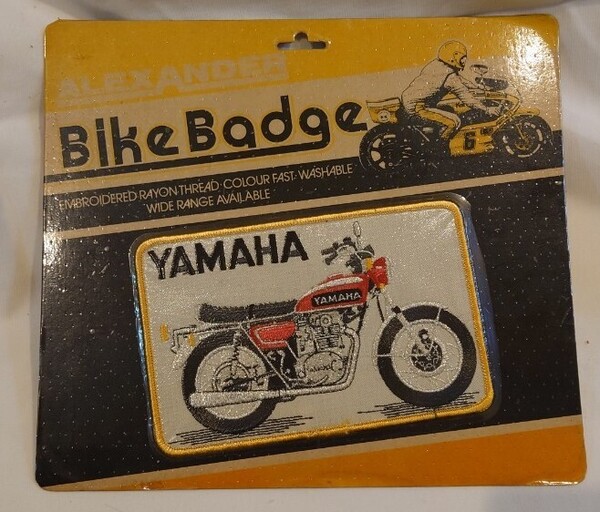 ALEXANDER
Bike Badge
6
EMBROIDERED RAYON THREAD·COLOUR FAST·WASHABLE
WIDE RANGE AVAILABLE
YAMAHA
YAMAHA